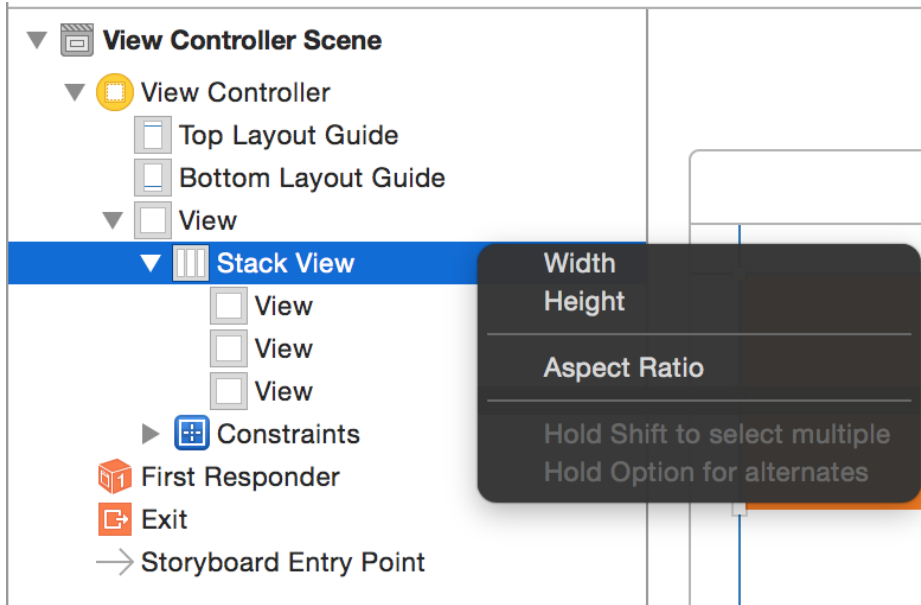 View Controller Scene
View Controller
Top Layout Guide
Bottom Layout Guide
View
Stack View
View
View
View
Constraints
First Responder
Exit
Storyboard Entry Point
Width
Height
Aspect Ratio
Hold Shift to select multiple
Hold Option for alternates